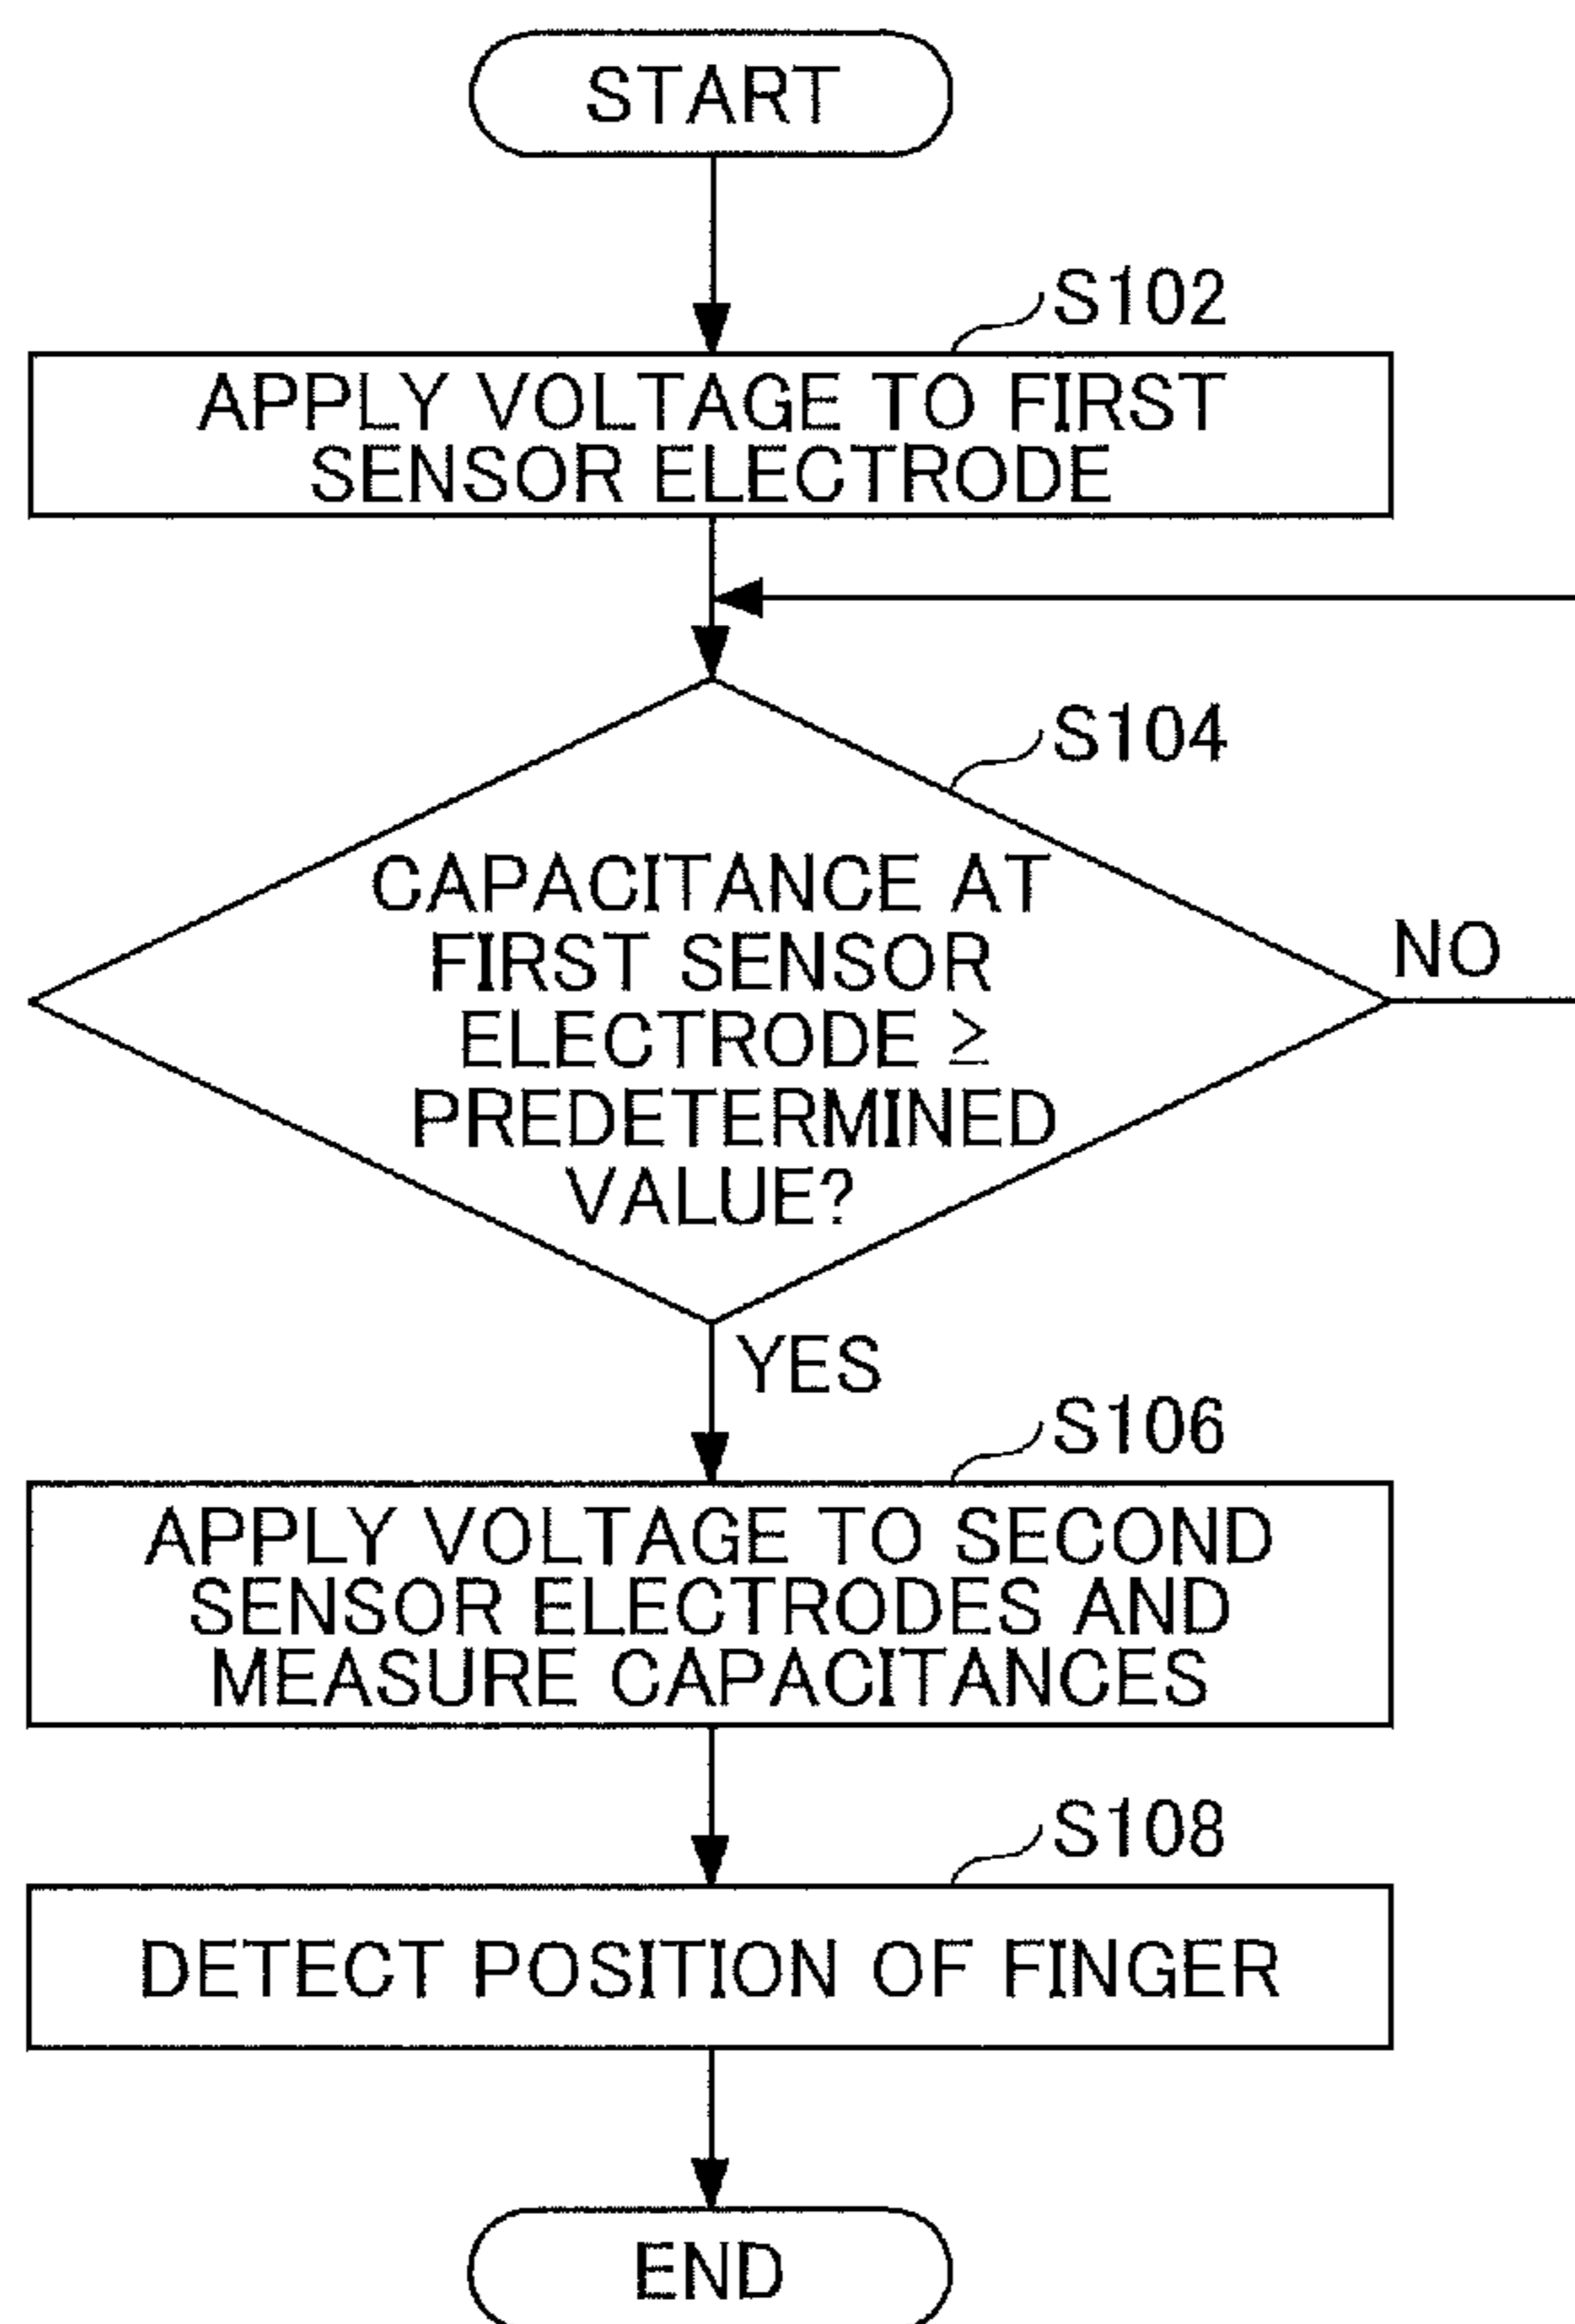 START
S102
APPLY VOLTAGE TO FIRST
SENSOR ELECTRODE
S104
CAPACITANCE AT
FIRST SENSOR
ELECTRODE ≥
PREDETERMINED
VALUE?
NO
YES
S106
APPLY VOLTAGE TO SECOND
SENSOR ELECTRODES AND
MEASURE CAPACITANCES
S108
DETECT POSITION OF FINGER
END